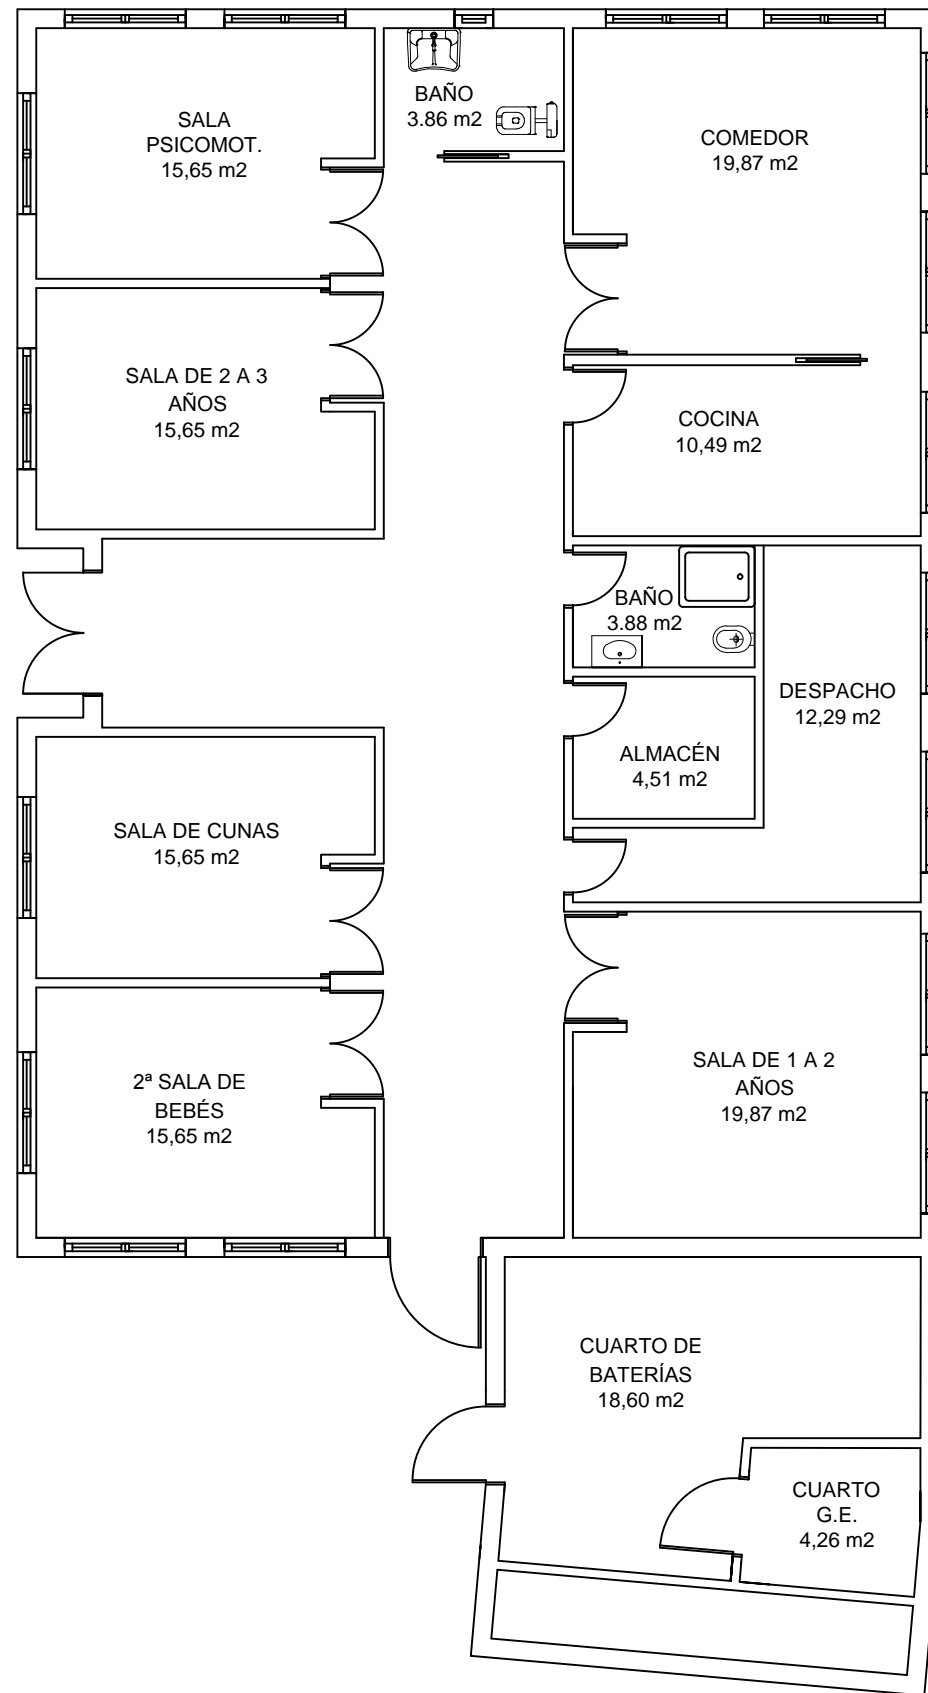 SALA
PSICOMOT.
15,65 m2
BAÑO
3.86 m2
COMEDOR
19,87 m2
SALA DE 2 A 3
AÑOS
15,65 m2
COCINA
10,49 m2
BAÑO
3.88 m2
DESPACHO
12,29 m2
ALMACÉN
4,51 m2
SALA DE CUNAS
15,65 m2
2ª SALA DE
BEBÉS
15,65 m2
SALA DE 1 A 2
AÑOS
19,87 m2
CUARTO DE
BATERÍAS
18,60 m2
CUARTO
G.E.
4,26 m2